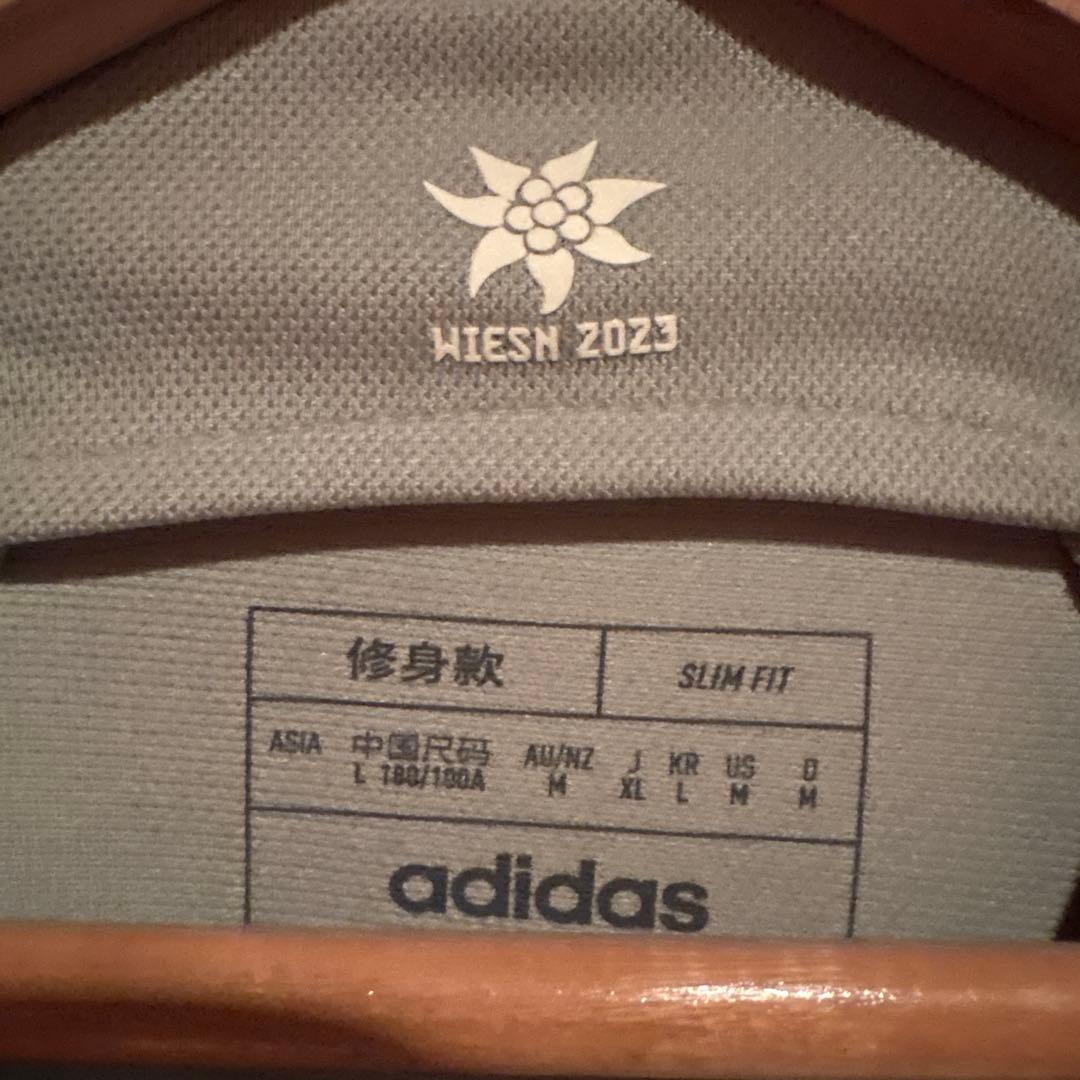 WIESN 2023
修身款 SLIM FIT
ASIA 中国尺码 AU/NZ J KR US D
L 180/100A M XL L M M
adidas